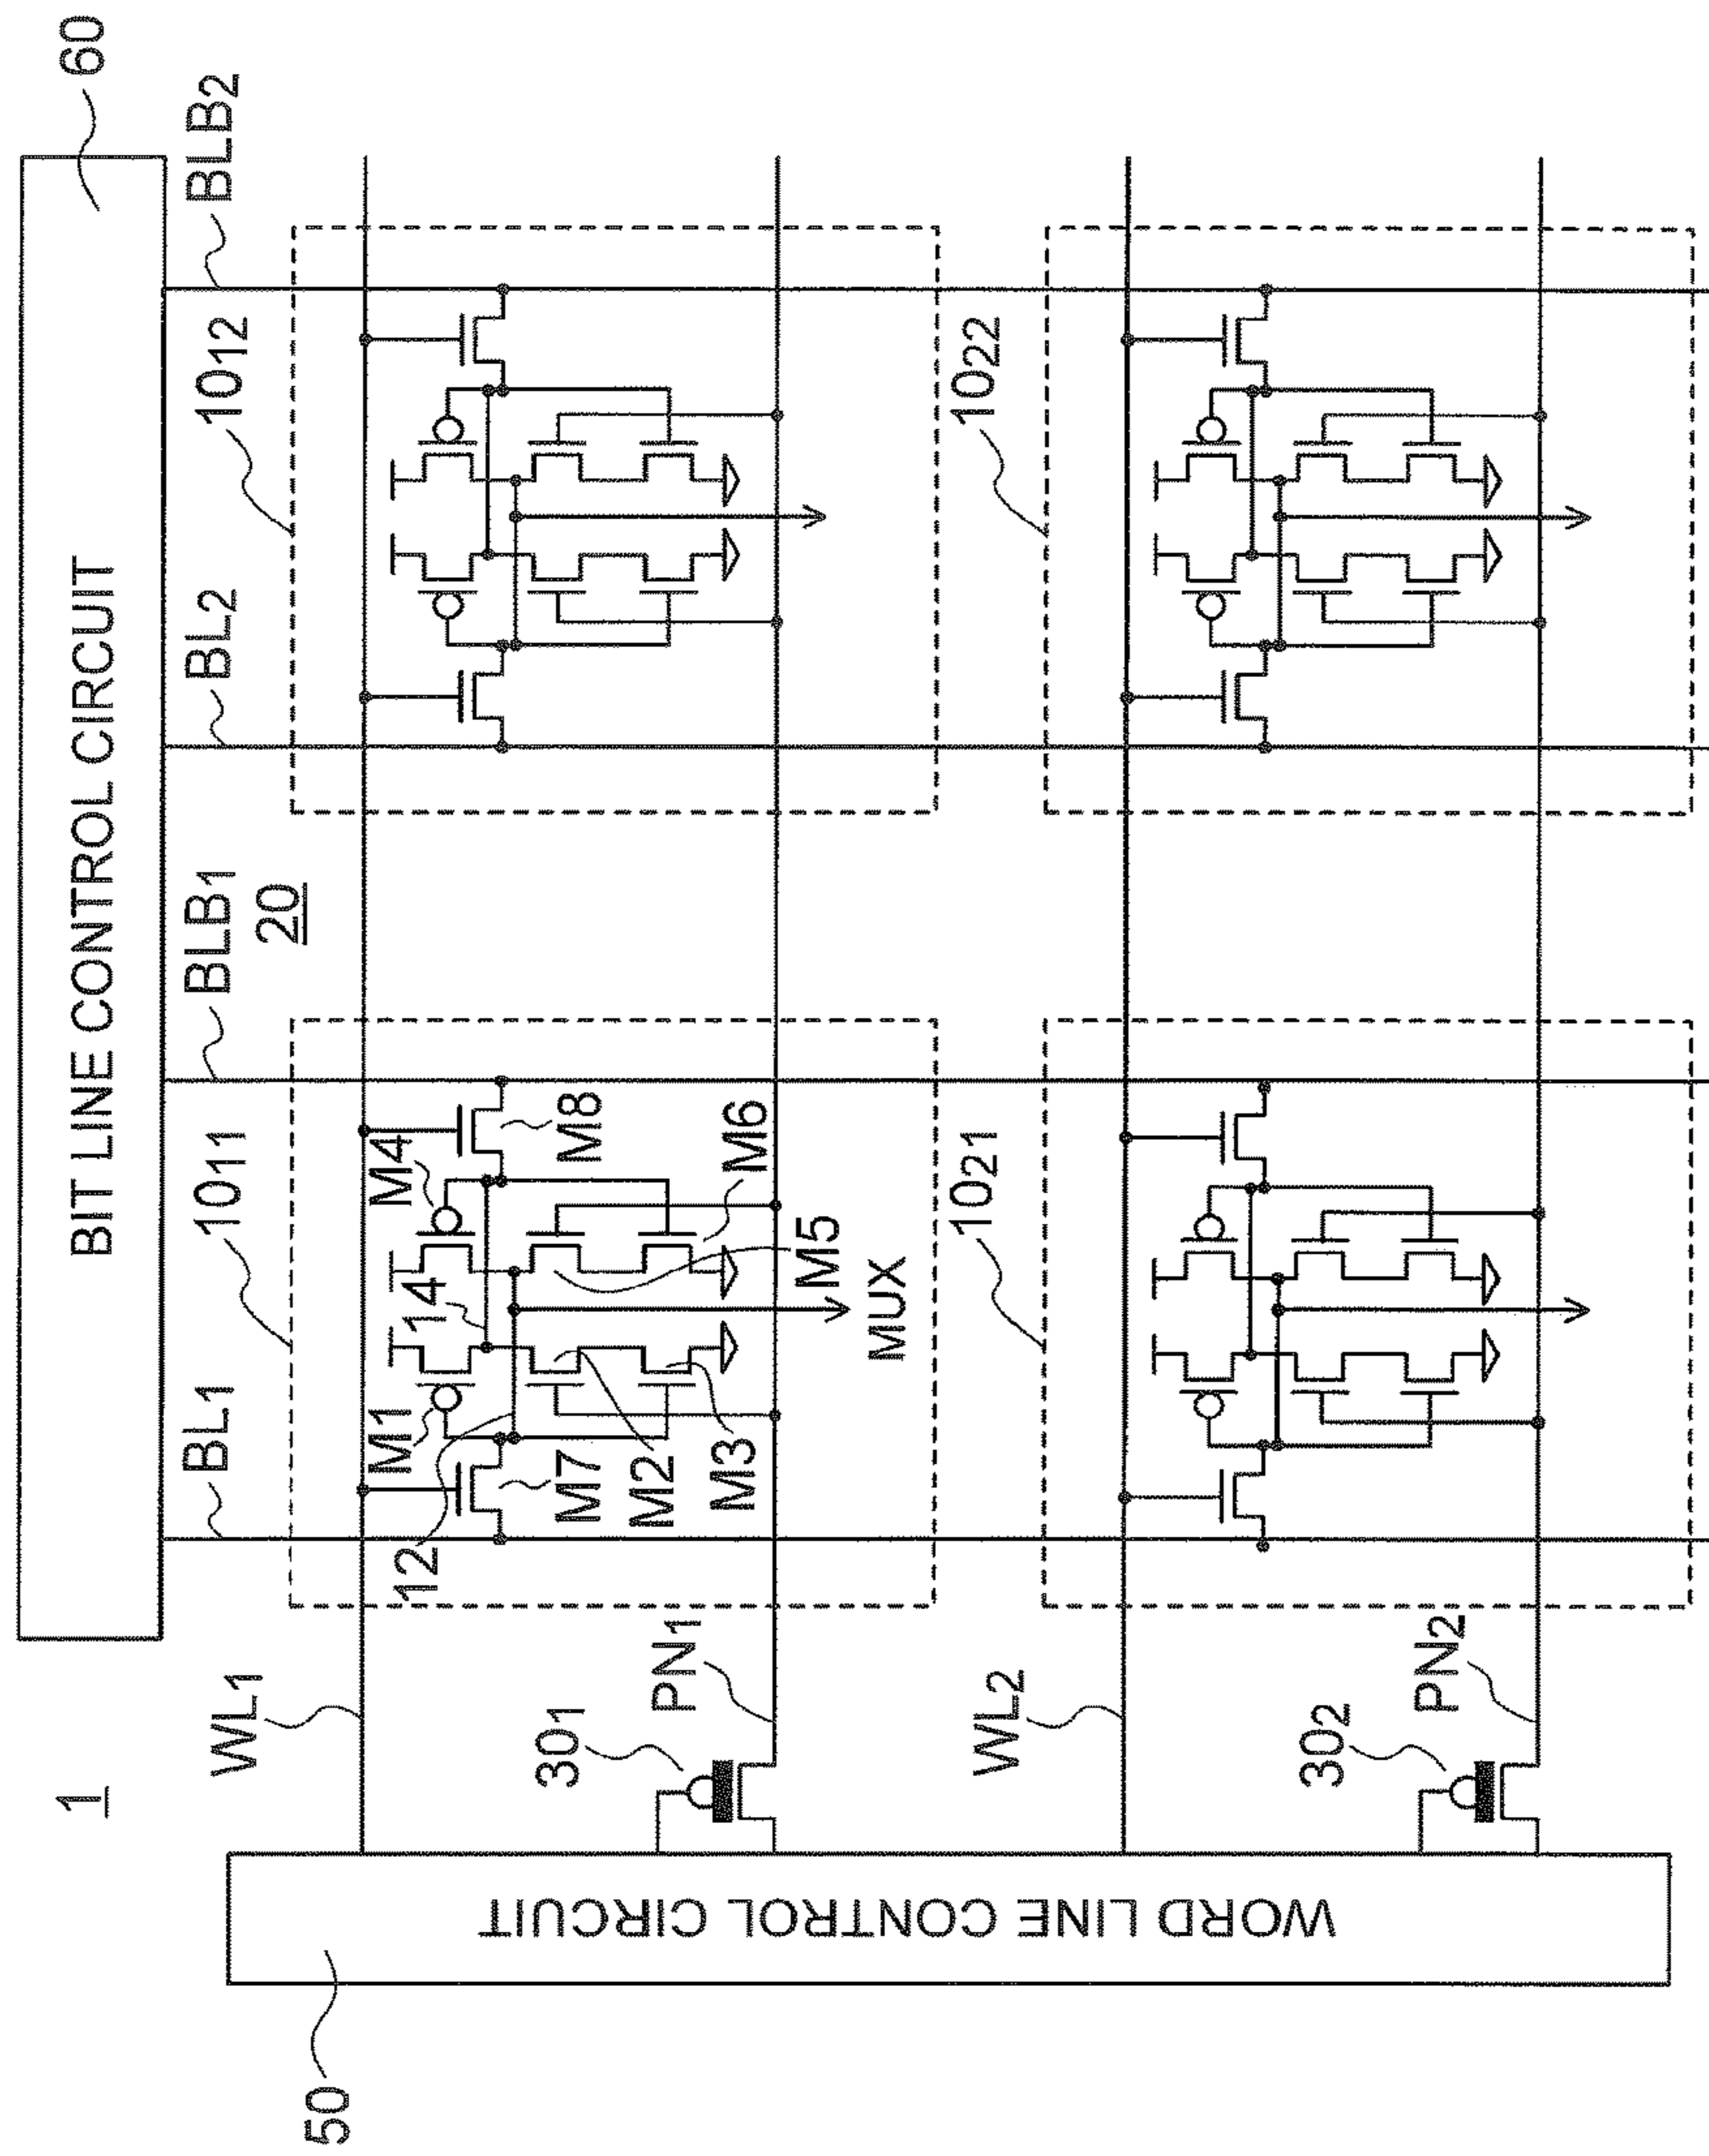 1
BIT LINE CONTROL CIRCUIT
60
BL1
BLB1
BL2
BLB2
20
WL1
1011
1012
M1
M4
12
14
M7
M8
M2
M3
M6
M5
MUX
301
PN1
WL2
1021
1022
302
PN2
WORD LINE CONTROL CIRCUIT
50